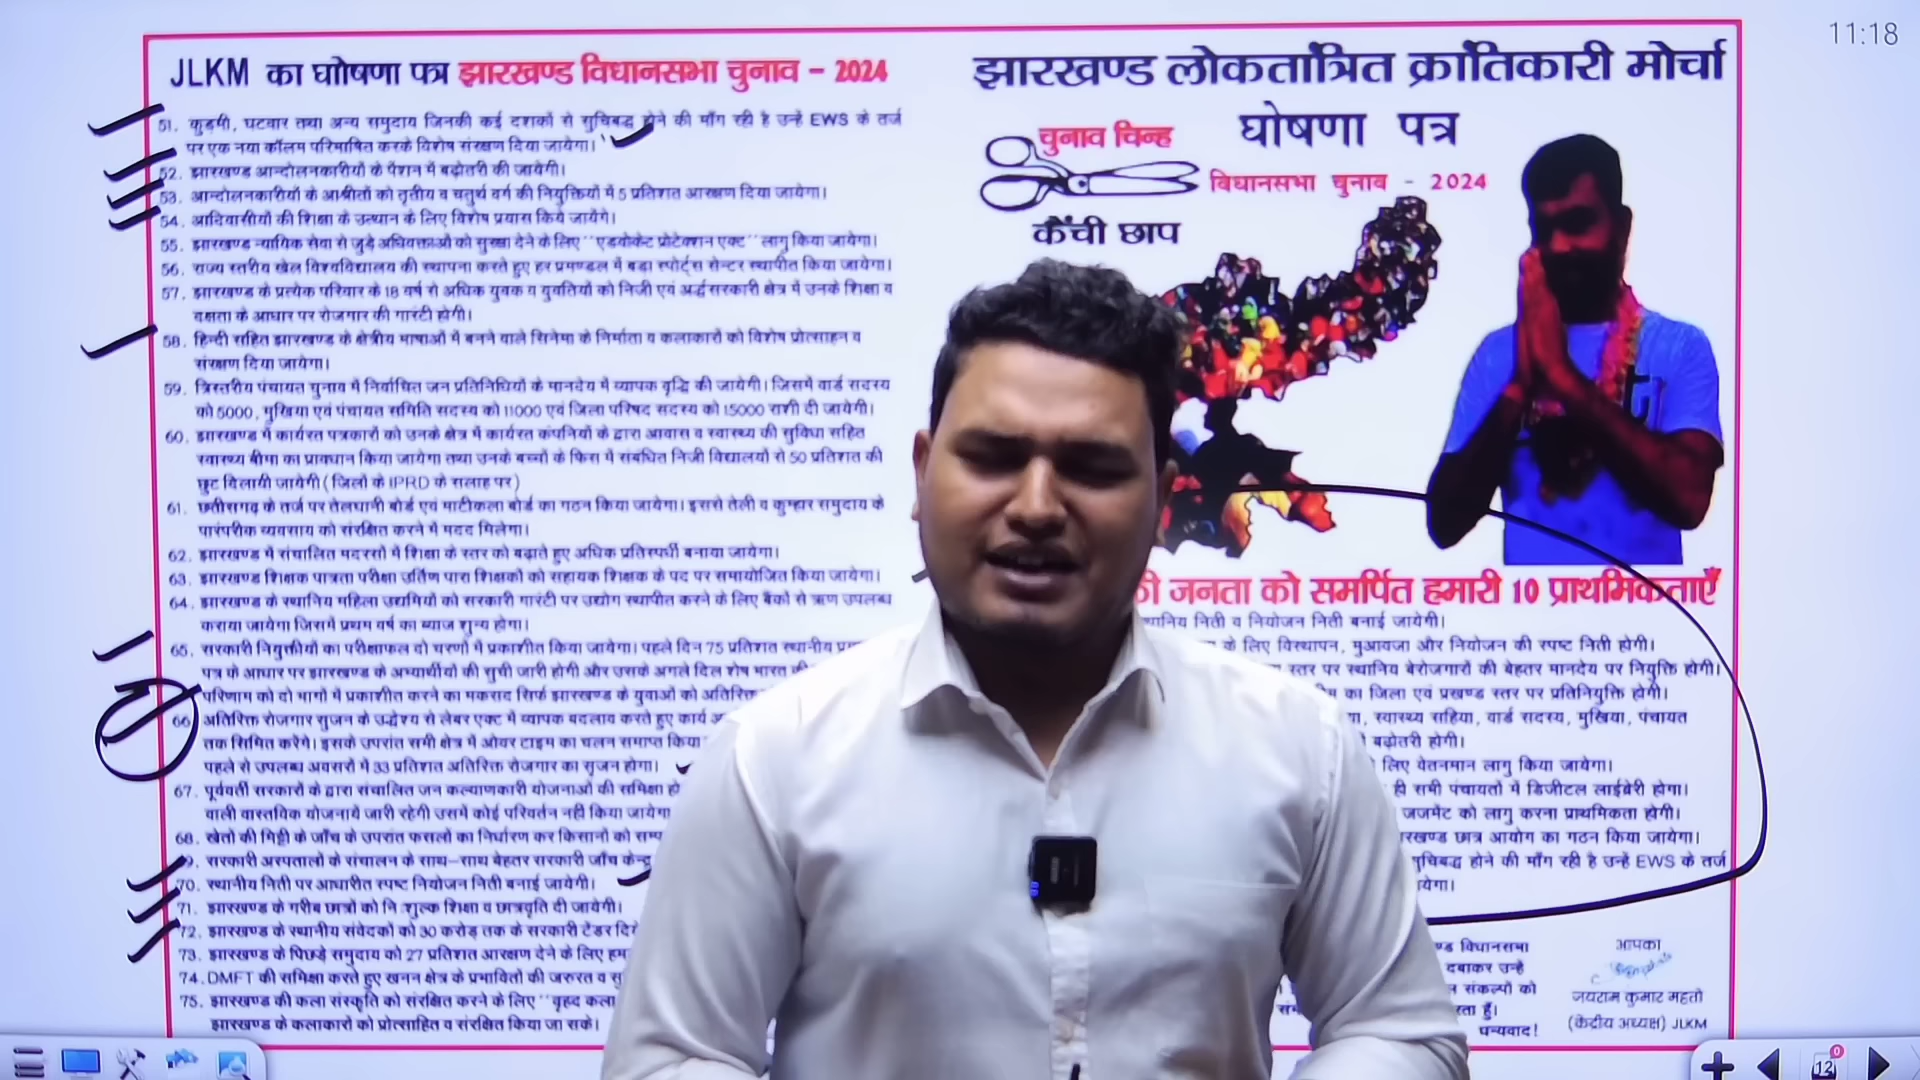 11:18
JLKM का घोषणा पत्र झारखण्ड विधानसभा चुनाव – 2024
51. कुडमी, घटवार तथा अन्य समुदाय जिनकी कई दशकों से सुचिबद्ध होने की माँग रही है उन्हें EWS के तर्ज
पर एक नया कॉलम परिभाषित करके विशेष संरक्षण दिया जायेगा।
52. झारखण्ड आन्दोलनकारीयों के पेंशन में बढ़ोतरी की जायेगी।
53. आन्दोलनकारीयों के आश्रीतों को तृतीय व चतुर्थ वर्ग की नियुक्तियों में 5 प्रतिशत आरक्षण दिया जायेगा।
54. आदिवासीयों की शिक्षा के उत्थान के लिए विशेष प्रयास किये जायेंगे।
55. झारखण्ड न्यायिक सेवा से जुड़े अधिवक्ताओं को सुरक्षा देने के लिए ''एडवोकेट प्रोटेक्शन एक्ट'' लागु किया जायेगा।
56. राज्य स्तरीय खेल विश्वविद्यालय की स्थापना करते हुए हर प्रमण्डल में बड़ा स्पोर्ट्स सेन्टर स्थापीत किया जायेगा।
57. झारखण्ड के प्रत्येक परिवार के 18 वर्ष से अधिक युवक व युवतियों को निजी एवं अर्द्धसरकारी क्षेत्र में उनके शिक्षा व
दक्षता के आधार पर रोजगार की गारंटी होगी।
58. हिन्दी सहित झारखण्ड के क्षेत्रीय भाषाओं में बनने वाले सिनेमा के निर्माता व कलाकारों को विशेष प्रोत्साहन व
संरक्षण दिया जायेगा।
59. त्रिस्तरीय पंचायत चुनाव में निर्वाचित जन प्रतिनिधियों के मानदेय में व्यापक वृद्धि की जायेगी। जिसमें वार्ड सदस्य
को 5000, मुखिया एवं पंचायत समिति सदस्य को 11000 एवं जिला परिषद सदस्य को 15000 राशी दी जायेगी।
60. झारखण्ड में कार्यरत पत्रकारों को उनके क्षेत्र में कार्यरत कंपनियों के द्वारा आवास व स्वास्थ्य की सुविधा सहित
स्वास्थ्य बीमा का प्रावधान किया जायेगा तथा उनके बच्चों के फिस में संबंधित निजी विद्यालयों से 50 प्रतिशत की
छुट दिलायी जायेगी (जिलों के IPRD के सलाह पर)
61. छत्तीसगढ़ के तर्ज पर तेलघानी बोर्ड एवं माटीकला बोर्ड का गठन किया जायेगा। इससे तेली व कुम्हार समुदाय के
पारंपरीक व्यवसाय को संरक्षित करने में मदद मिलेगा।
62. झारखण्ड में संचालित मदरसों में शिक्षा के स्तर को बढ़ाते हुए अधिक प्रतिस्पर्धी बनाया जायेगा।
63. झारखण्ड शिक्षक पात्रता परीक्षा उर्तिण पारा शिक्षकों को सहायक शिक्षक के पद पर समायोजित किया जायेगा।
64. झारखण्ड के स्थानिय महिला उद्यमियों को सरकारी गारंटी पर उद्योग स्थापीत करने के लिए बैंकों से ऋण उपलब्ध
कराया जायेगा जिसमें प्रथम वर्ष का ब्याज शुन्य होगा।
65. सरकारी नियुक्तीयों का परीक्षाफल दो चरणों में प्रकाशीत किया जायेगा। पहले दिन 75 प्रतिशत स्थानीय
पत्र के आधार पर झारखण्ड के अभ्यार्थीयों की सुची जारी होगी और उसके अगले दिल शेष भारत की
परिणाम को दो भागों में प्रकाशीत करने का मकसद सिर्फ झारखण्ड के युवाओं को अतिरिक्त
66. अतिरिक्त रोजगार सृजन के उद्धेश्य से लेबर एक्ट में व्यापक बदलाव करते हुए कार्य
तक सिमित करेंगे। इसके उपरांत सभी क्षेत्र में ओवर टाइम का चलन समाप्त किया
पहले से उपलब्ध अवसरों में 33 प्रतिशत अतिरिक्त रोजगार का सृजन होगा।
67. पूर्ववर्ती सरकारों के द्वारा संचालित जन कल्याणकारी योजनाओं की समिक्षा
वाली वास्तविक योजनायें जारी रहेगी उसमें कोई परिवर्तन नहीं किया जायेगा
68. खेतों की मिट्टी के जाँच के उपरांत फसलों का निर्धारण कर किसानों को
सरकारी अस्पतालों के संचालन के साथ–साथ बेहतर सरकारी जाँच केन्द्र
70. स्थानीय निती पर आधारीत स्पष्ट नियोजन निती बनाई जायेगी।
71. झारखण्ड के गरीब छात्रों को नि:शुल्क शिक्षा व छात्रवृति दी जायेगी।
72. झारखण्ड के स्थानीय संवेदकों को 30 करोड़ तक के सरकारी टेंडर
73. झारखण्ड के पिछड़े समुदाय को 27 प्रतिशत आरक्षण देने के लिए हम
74. DMFT की समिक्षा करते हुए खनन क्षेत्र के प्रभावितों की जरुरत व
75. झारखण्ड की कला संस्कृति को संरक्षित करने के लिए ''वृहद कला
झारखण्ड के कलाकारों को प्रोत्साहित व संरक्षित किया जा सके।
झारखण्ड लोकतांत्रित क्रांतिकारी मोर्चा
घोषणा पत्र
चुनाव चिन्ह
विधानसभा चुनाव - 2024
कैंची छाप
की जनता को समर्पित हमारी 10 प्राथमिकताएँ
निती व नियोजन निती बनाई जायेगी।
के लिए विस्थापन, मुआवजा और नियोजन की स्पष्ट निती होगी।
स्तर पर स्थानिय बेरोजगारों की बेहतर मानदेय पर नियुक्ति होगी।
का जिला एवं प्रखण्ड स्तर पर प्रतिनियुक्ति होगी।
स्वास्थ्य सहिया, वार्ड सदस्य, मुखिया, पंचायत
बढ़ोतरी होगी।
लिए वेतनमान लागु किया जायेगा।
ही सभी पंचायतों में डिजीटल लाईब्रेरी होगा।
जजमेंट को लागु करना प्राथमिकता होगी।
छात्र आयोग का गठन किया जायेगा।
होने की माँग रही है उन्हें EWS के तर्ज
विधानसभा
दबाकर उन्हें
संकल्पों को
हूँ।
धन्यवाद!
आपका
जयराम कुमार महतो
(केंद्रीय अध्यक्ष) JLKM
12
0